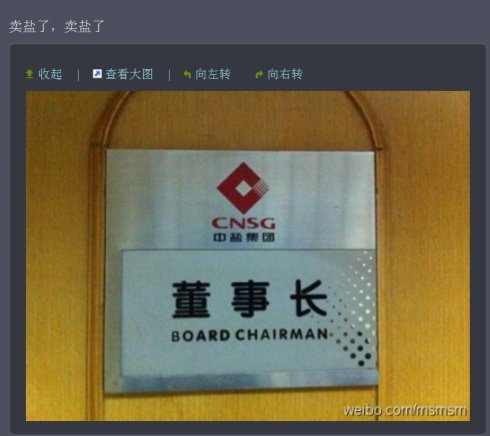 卖盐了，卖盐了
收起 | 查看大图 | 向左转 向右转
CNSG
中盐集团
董事长
BOARD CHAIRMAN
weibo.com/msmsm